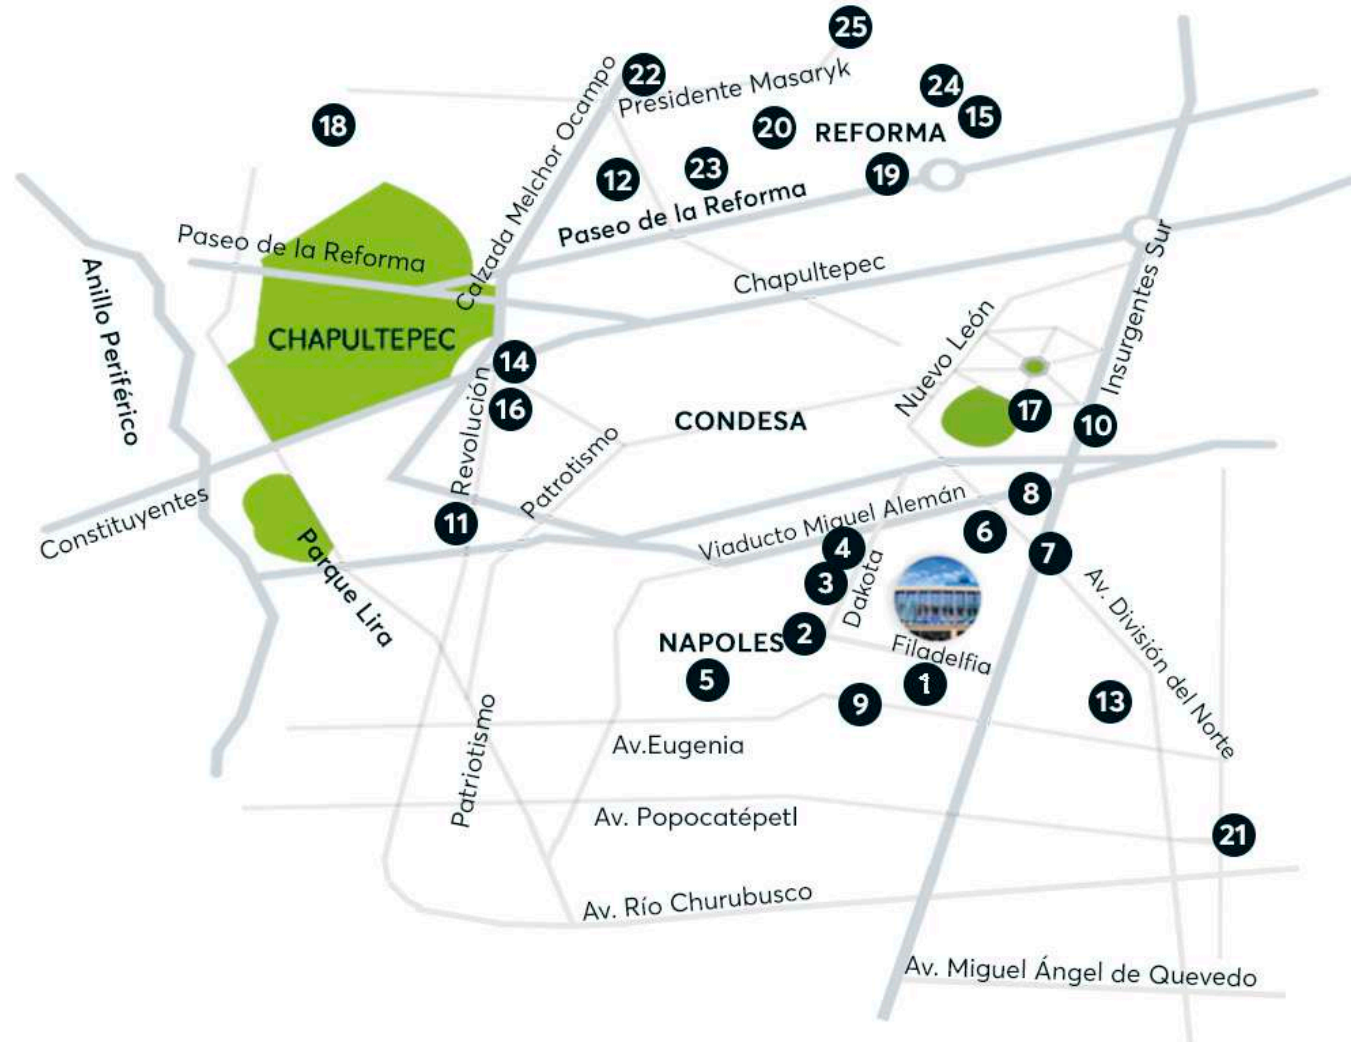 25
22
Presidente Masaryk
24
15
18
20
REFORMA
Calzada Melchor Ocampo
12
23
19
Paseo de la Reforma
Paseo de la Reforma
Anillo Periférico
Chapultepec
Insurgentes Sur
CHAPULTEPEC
Nuevo León
14
Revolución
16
CONDESA
17
10
Patrotismo
Constituyentes
8
11
Viaducto Miguel Alemán
6
4
7
Parque Lira
3
Dakota
Av. División del Norte
NAPOLES
2
Filadelfia
5
1
9
13
Patriotismo
Av.Eugenia
Av. Popocatépetl
21
Av. Río Churubusco
Av. Miguel Ángel de Quevedo